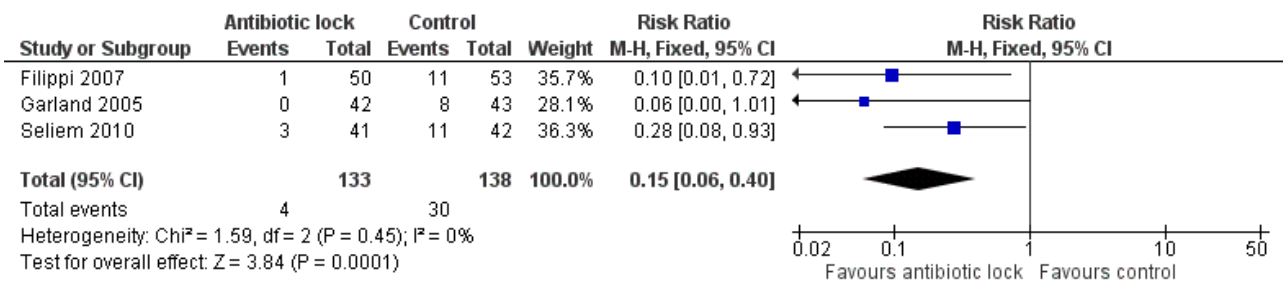 Antibiotic lock Control Risk Ratio Risk Ratio
Study or Subgroup Events Total Events Total Weight M-H, Fixed, 95% CI M-H, Fixed, 95% CI
Filippi 2007 1 50 11 53 35.7% 0.10 [0.01, 0.72]
Garland 2005 0 42 8 43 28.1% 0.06 [0.00, 1.01]
Seliem 2010 3 41 11 42 36.3% 0.28 [0.08, 0.93]
Total (95% CI) 133 138 100.0% 0.15 [0.06, 0.40]
Total events 4 30
Heterogeneity: Chi² = 1.59, df = 2 (P = 0.45); I² = 0%
Test for overall effect: Z = 3.84 (P = 0.0001)
0.02 0.1 1 10 50
Favours antibiotic lock Favours control